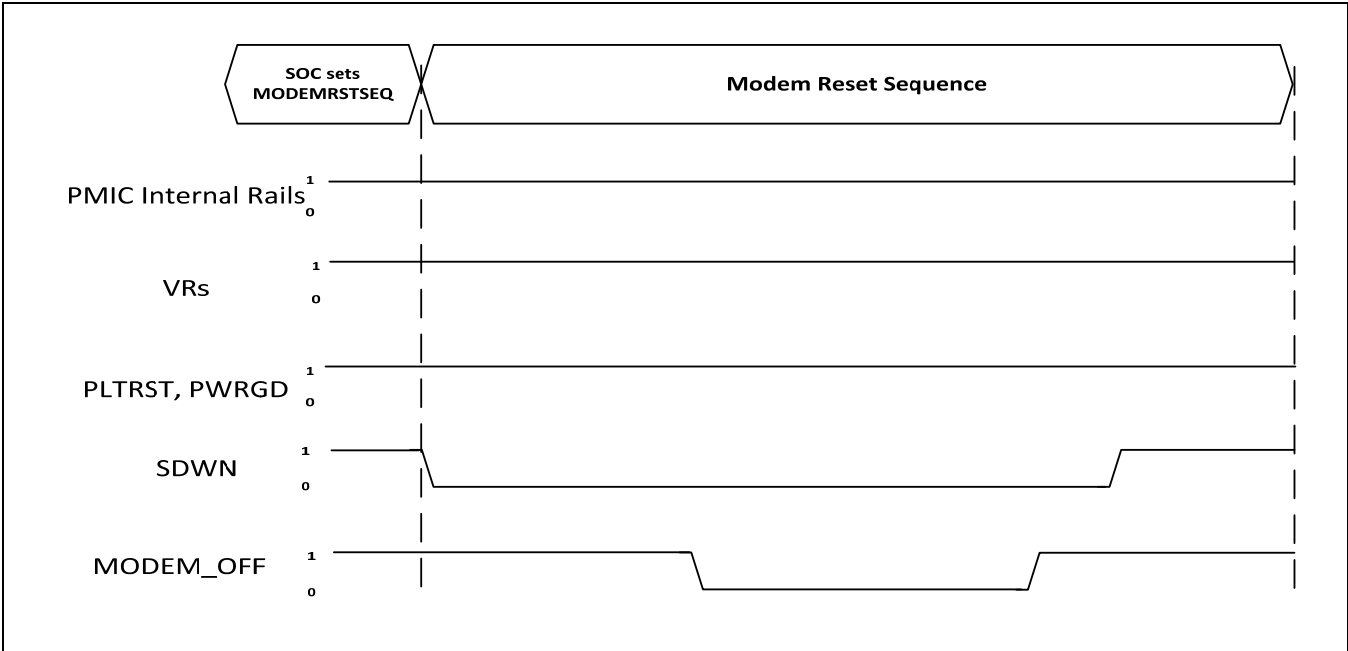 SOC sets
MODEMRSTSEQ
Modem Reset Sequence
PMIC Internal Rails
1
0
VRs
1
0
PLTRST, PWRGD
1
0
SDWN
1
0
MODEM_OFF
1
0